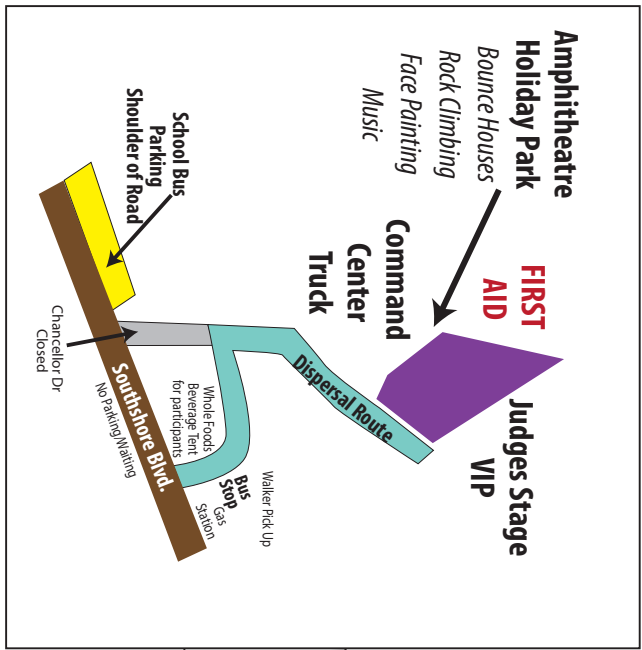 Amphitheatre
Holiday Park
Bounce Houses
Rock Climbing
Face Painting
Music
FIRST
AID
Command
Center
Truck
Judges Stage
VIP
School Bus
Parking
Shoulder of Road
Dispersal Route
Chancellor Dr
Closed
Whole Foods
Beverage Tent
for participants
Southshore Blvd.
No Parking/Waiting
Walker Pick Up
Bus
Stop
Gas
Station